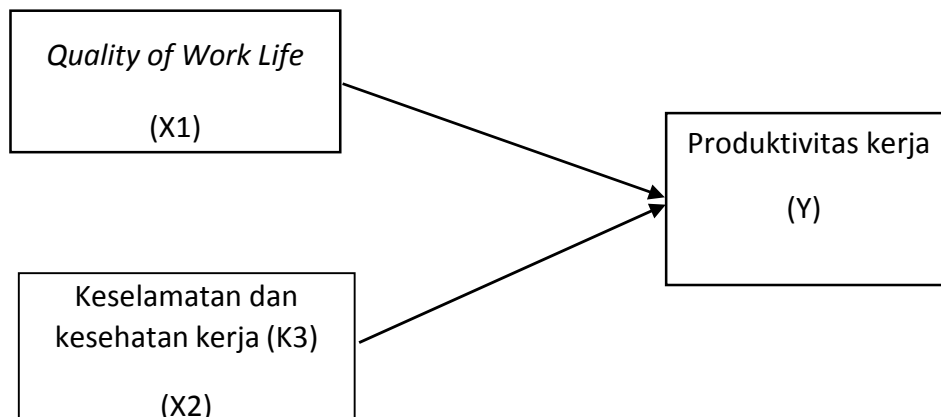 Quality of Work Life
(X1)
Produktivitas kerja
(Y)
Keselamatan dan
kesehatan kerja (K3)
(X2)